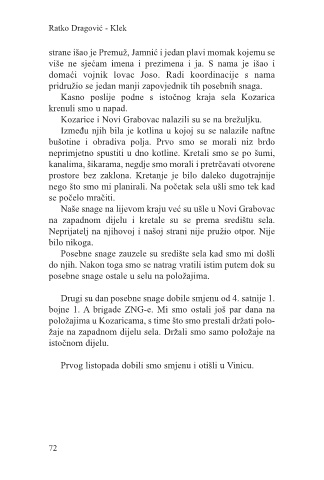 Ratko Dragović - Klek
strane išao je Premuž, Jamnić i jedan plavi momak kojemu se
više ne sjećam imena i prezimena i ja. S nama je išao i
domaći vojnik lovac Joso. Radi koordinacije s nama
pridružio se jedan manji zapovjednik tih posebnih snaga.
Kasno poslije podne s istočnog kraja sela Kozarica
krenuli smo u napad.
Kozarice i Novi Grabovac nalazili su se na brežuljku.
Između njih bila je kotlina u kojoj su se nalazile naftne
bušotine i obradiva polja. Prvo smo se morali niz brdo
neprimjetno spustiti u dno kotline. Kretali smo se po šumi,
kanalima, šikarama, negdje smo morali i pretrčavati otvorene
prostore bez zaklona. Kretanje je bilo daleko dugotrajnije
nego što smo mi planirali. Na početak sela ušli smo tek kad
se počelo mračiti.
Naše snage na lijevom kraju već su ušle u Novi Grabovac
na zapadnom dijelu i kretale su se prema središtu sela.
Neprijatelj na njihovoj i našoj strani nije pružio otpor. Nije
bilo nikoga.
Posebne snage zauzele su središte sela kad smo mi došli
do njih. Nakon toga smo se natrag vratili istim putem dok su
posebne snage ostale u selu na položajima.
Drugi su dan posebne snage dobile smjenu od 4. satnije 1.
bojne 1. A brigade ZNG-e. Mi smo ostali još par dana na
položajima u Kozaricama, s time što smo prestali držati polo-
žaje na zapadnom dijelu sela. Držali smo samo položaje na
istočnom dijelu.
Prvog listopada dobili smo smjenu i otišli u Vinicu.
72